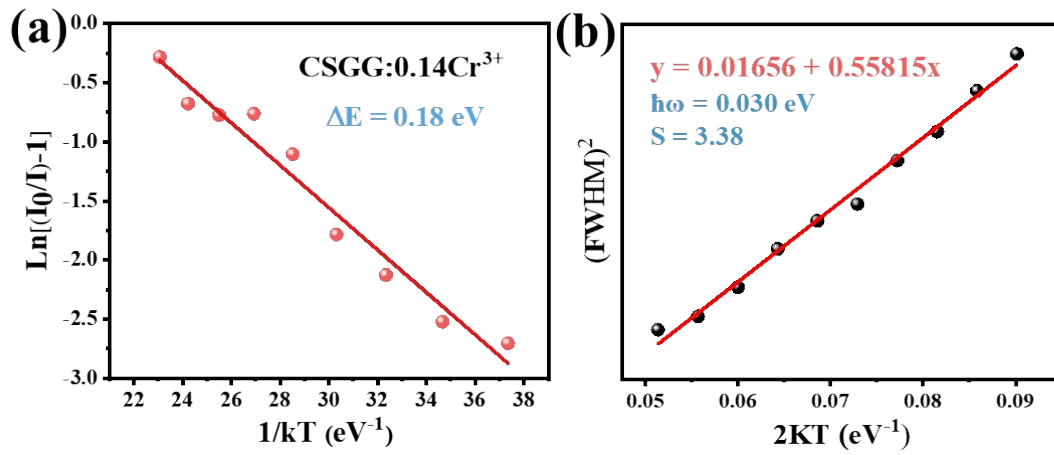 (a)
CSGG:0.14Cr³⁺
ΔE = 0.18 eV
Ln[(I₀/I)-1]
0.0
-0.5
-1.0
-1.5
-2.0
-2.5
-3.0
22 24 26 28 30 32 34 36 38
1/kT (eV⁻¹)
(b)
y = 0.01656 + 0.55815x
ħω = 0.030 eV
S = 3.38
(FWHM)²
0.05 0.06 0.07 0.08 0.09
2KT (eV⁻¹)